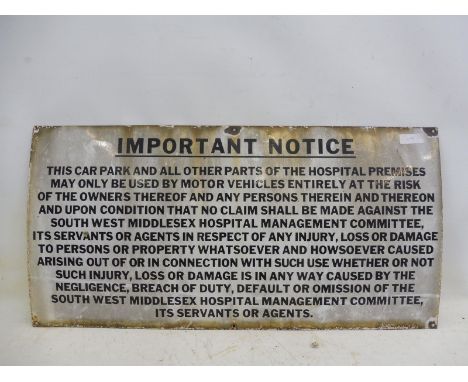 IMPORTANT NOTICE
THIS CAR PARK AND ALL OTHER PARTS OF THE HOSPITAL PREMISES
MAY ONLY BE USED BY MOTOR VEHICLES ENTIRELY AT THE RISK
OF THE OWNERS THEREOF AND ANY PERSONS THEREIN AND THEREON
AND UPON CONDITION THAT NO CLAIM SHALL BE MADE AGAINST THE
SOUTH WEST MIDDLESEX HOSPITAL MANAGEMENT COMMITTEE,
ITS SERVANTS OR AGENTS IN RESPECT OF ANY INJURY, LOSS OR DAMAGE
TO PERSONS OR PROPERTY WHATSOEVER AND HOWSOEVER CAUSED
ARISING OUT OF OR IN CONNECTION WITH SUCH USE WHETHER OR NOT
SUCH INJURY, LOSS OR DAMAGE IS IN ANY WAY CAUSED BY THE
NEGLIGENCE, BREACH OF DUTY, DEFAULT OR OMISSION OF THE
SOUTH WEST MIDDLESEX HOSPITAL MANAGEMENT COMMITTEE,
ITS SERVANTS OR AGENTS.